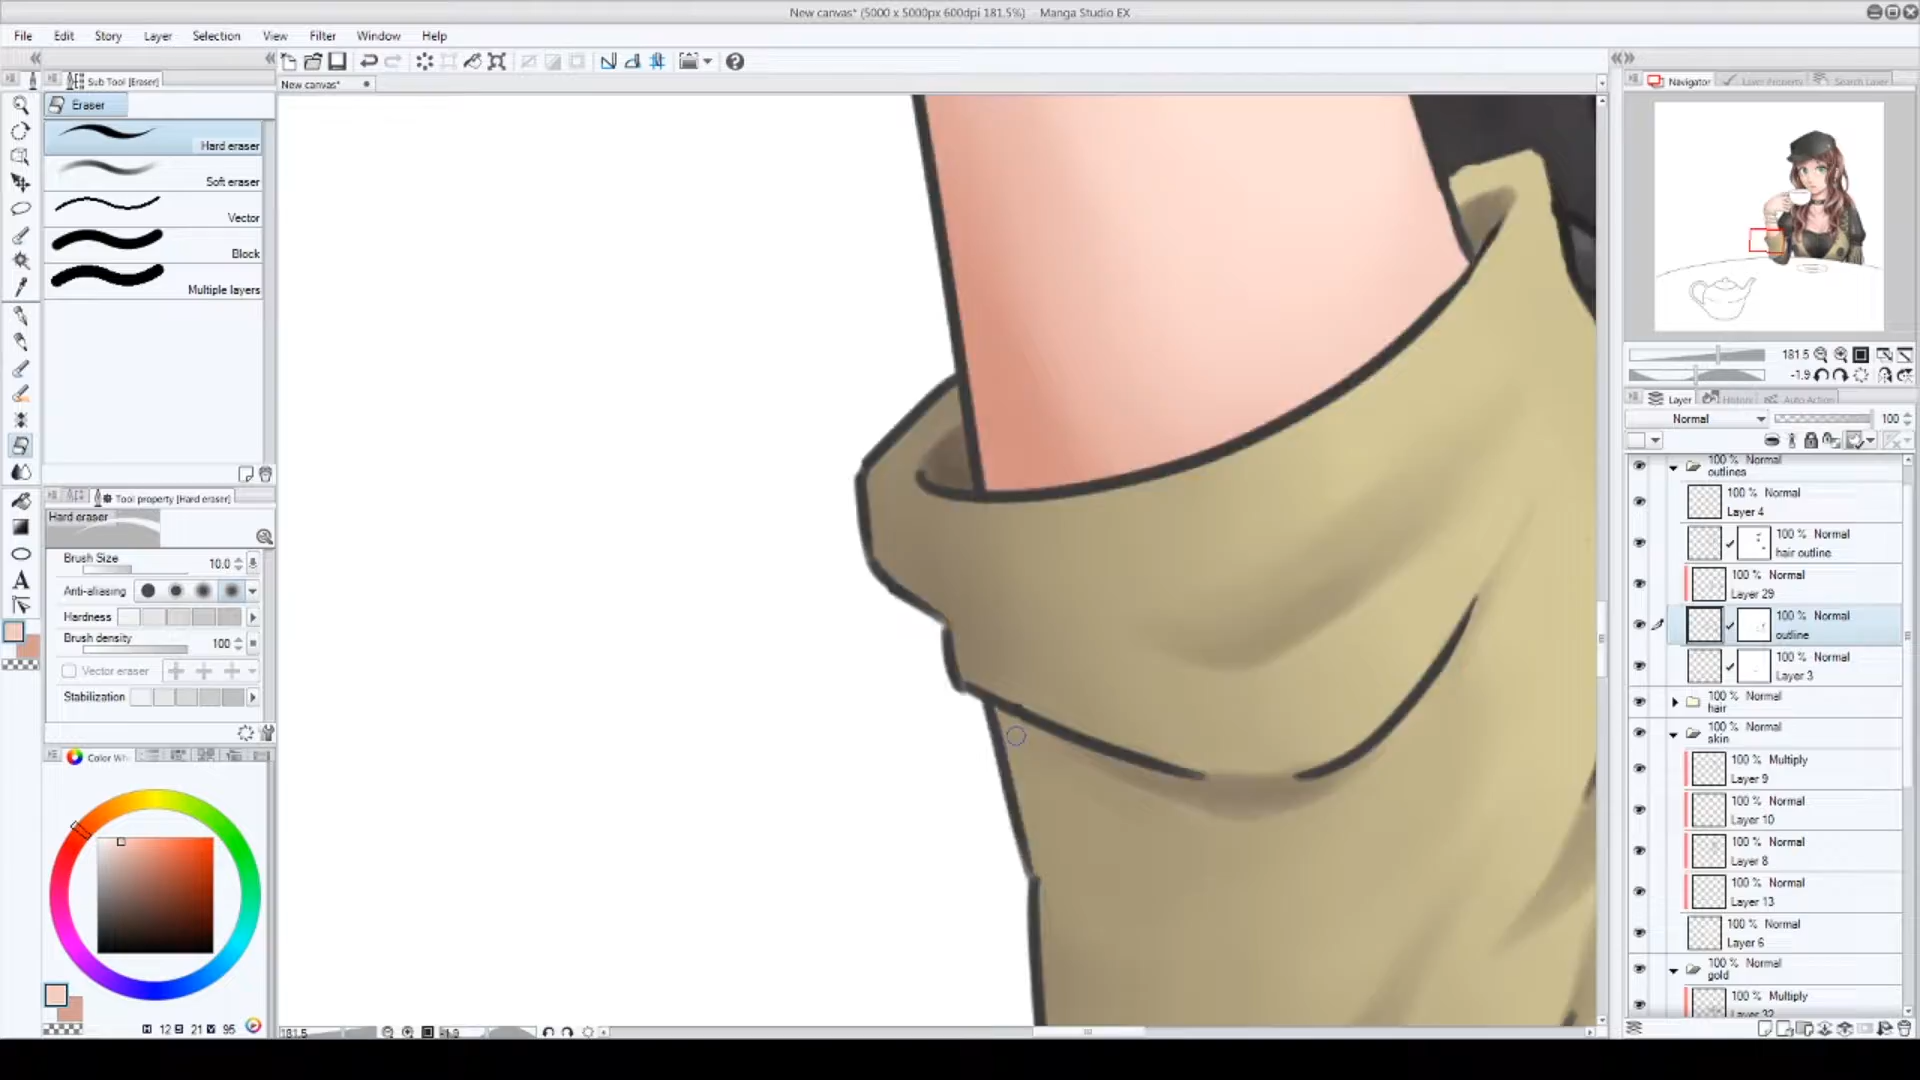 New canvas* (5000 x 5000px 600dpi 181.5%) - Manga Studio EX
File Edit Story Layer Selection View Filter Window Help
Sub Tool [Eraser]
New canvas*
Navigator Layer Property Search Layer
Eraser
Hard eraser
Soft eraser
Vector
Block
Multiple layers
181.5
-1.9
Layer History Auto Action
Normal 100
100 % Normal
outlines
100 % Normal
Layer 4
100 % Normal
hair outline
100 % Normal
Layer 29
100 % Normal
outline
100 % Normal
Layer 3
100 % Normal
hair
100 % Normal
skin
100 % Multiply
Layer 9
100 % Normal
Layer 10
100 % Normal
Layer 8
100 % Normal
Layer 13
100 % Normal
Layer 6
100 % Normal
gold
100 % Multiply
Layer 32
Tool property [Hard eraser]
Hard eraser
Brush Size 10.0
Anti-aliasing
Hardness
Brush density 100
Vector eraser
Stabilization
Color Wh
12 21 95
181.5